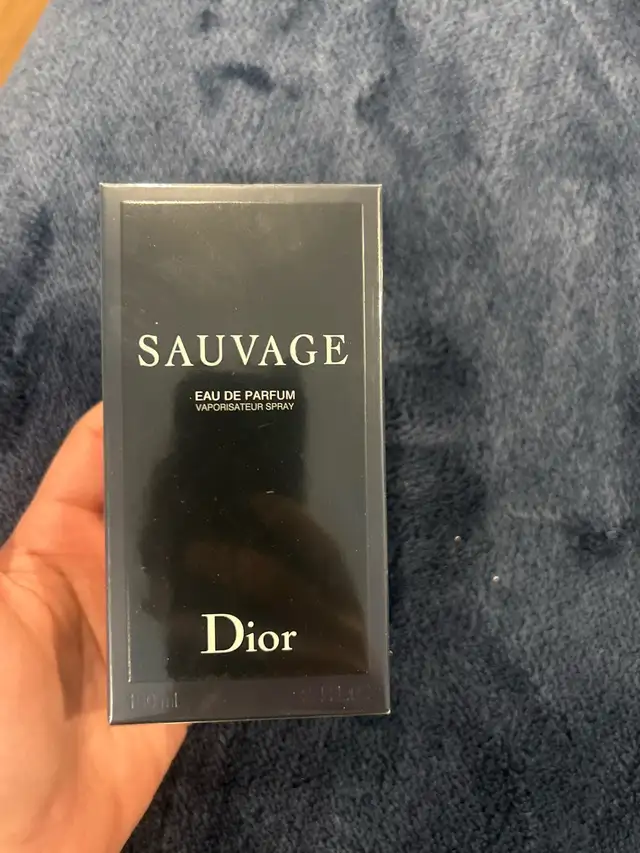 SAUVAGE
EAU DE PARFUM
VAPORISATEUR SPRAY
Dior